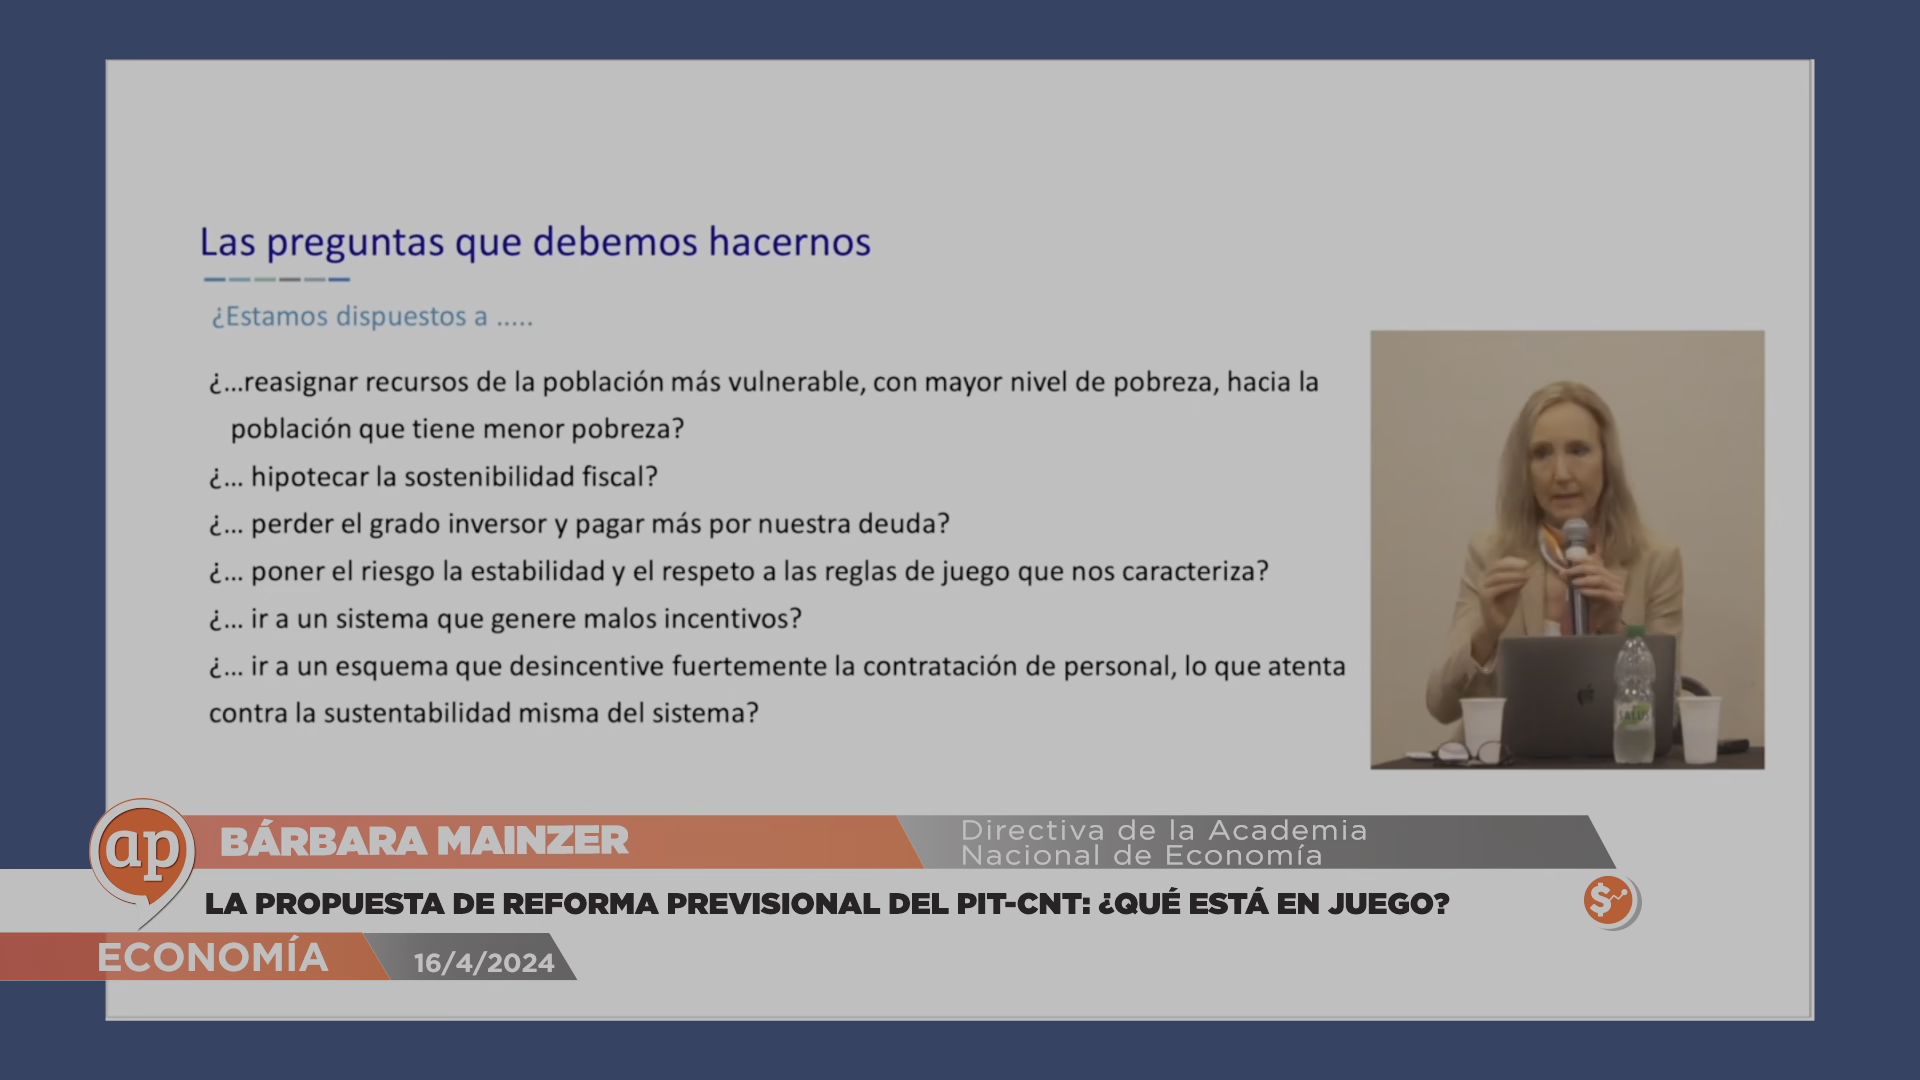 Las preguntas que debemos hacernos
¿Estamos dispuestos a .....
¿...reasignar recursos de la población más vulnerable, con mayor nivel de pobreza, hacia la
población que tiene menor pobreza?
¿... hipotecar la sostenibilidad fiscal?
¿... perder el grado inversor y pagar más por nuestra deuda?
¿... poner el riesgo la estabilidad y el respeto a las reglas de juego que nos caracteriza?
¿... ir a un sistema que genere malos incentivos?
¿... ir a un esquema que desincentive fuertemente la contratación de personal, lo que atenta
contra la sustentabilidad misma del sistema?
SALUS
ap
BÁRBARA MAINZER
Directiva de la Academia
Nacional de Economía
LA PROPUESTA DE REFORMA PREVISIONAL DEL PIT-CNT: ¿QUÉ ESTÁ EN JUEGO?
$
ECONOMÍA
16/4/2024